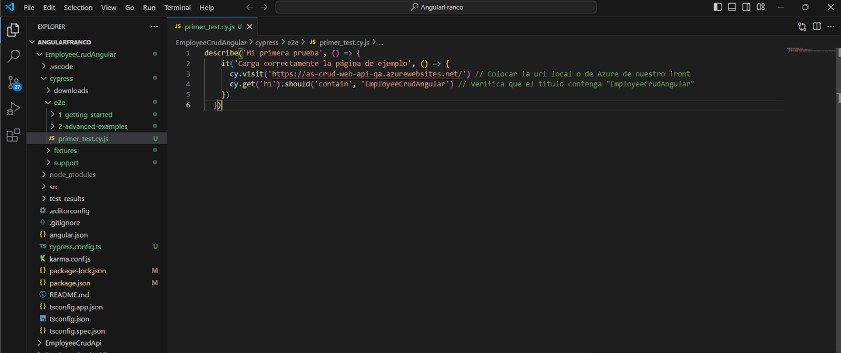 File Edit Selection View Go Run Terminal Help
AngularFranco
EXPLORER
ANGULARFRANCO
EmployeeCrudAngular
.vscode
cypress
downloads
e2e
1-getting-started
2-advanced-examples
JS primer_test.cy.js U
fixtures
support
node_modules
src
test-results
.editorconfig
.gitignore
angular.json
TS cypress.config.ts U
karma.conf.js
package-lock.json M
package.json M
README.md
tsconfig.app.json
tsconfig.json
tsconfig.spec.json
EmployeeCrudApi
27
JS primer_test.cy.js U
EmployeeCrudAngular > cypress > e2e > JS primer_test.cy.js > ...
1 describe('Mi primera prueba', () => {
2 it('Carga correctamente la página de ejemplo', () => {
3 cy.visit('https://as-crud-web-api-qa.azurewebsites.net/') // Colocar la url local o de Azure de nuestro front
4 cy.get('h1').should('contain', 'EmployeeCrudAngular') // Verifica que el título contenga "EmployeeCrudAngular"
5 })
6 })